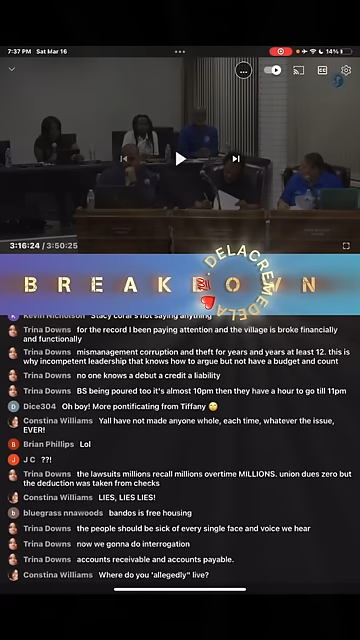 7:37 PM Sat Mar 16
14%
CC
3:16:24 / 3:50:25
DELACREMEDELA
BREAKDOWN
Kevin Nicholson Stacy coral's not saying anything
Trina Downs for the record I been paying attention and the village is broke financially
and functionally
Trina Downs mismanagement corruption and theft for years and years at least 12. this is
why incompetent leadership that knows how to argue but not have a budget and count
Trina Downs no one knows a debut a credit a liability
Trina Downs BS being poured too it's almost 10pm then they have a hour to go till 11pm
Dice304 Oh boy! More pontificating from Tiffany 🙄
Constina Williams Yall have not made anyone whole, each time, whatever the issue,
EVER!
Brian Phillips Lol
J C ??!
Trina Downs the lawsuits millions recall millions overtime MILLIONS. union dues zero but
the deduction was taken from checks
Constina Williams LIES, LIES LIES!
bluegrass nnawoods bandos is free housing
Trina Downs the people should be sick of every single face and voice we hear
Trina Downs now we gonna do interrogation
Trina Downs accounts receivable and accounts payable.
Constina Williams Where do you 'allegedly" live?